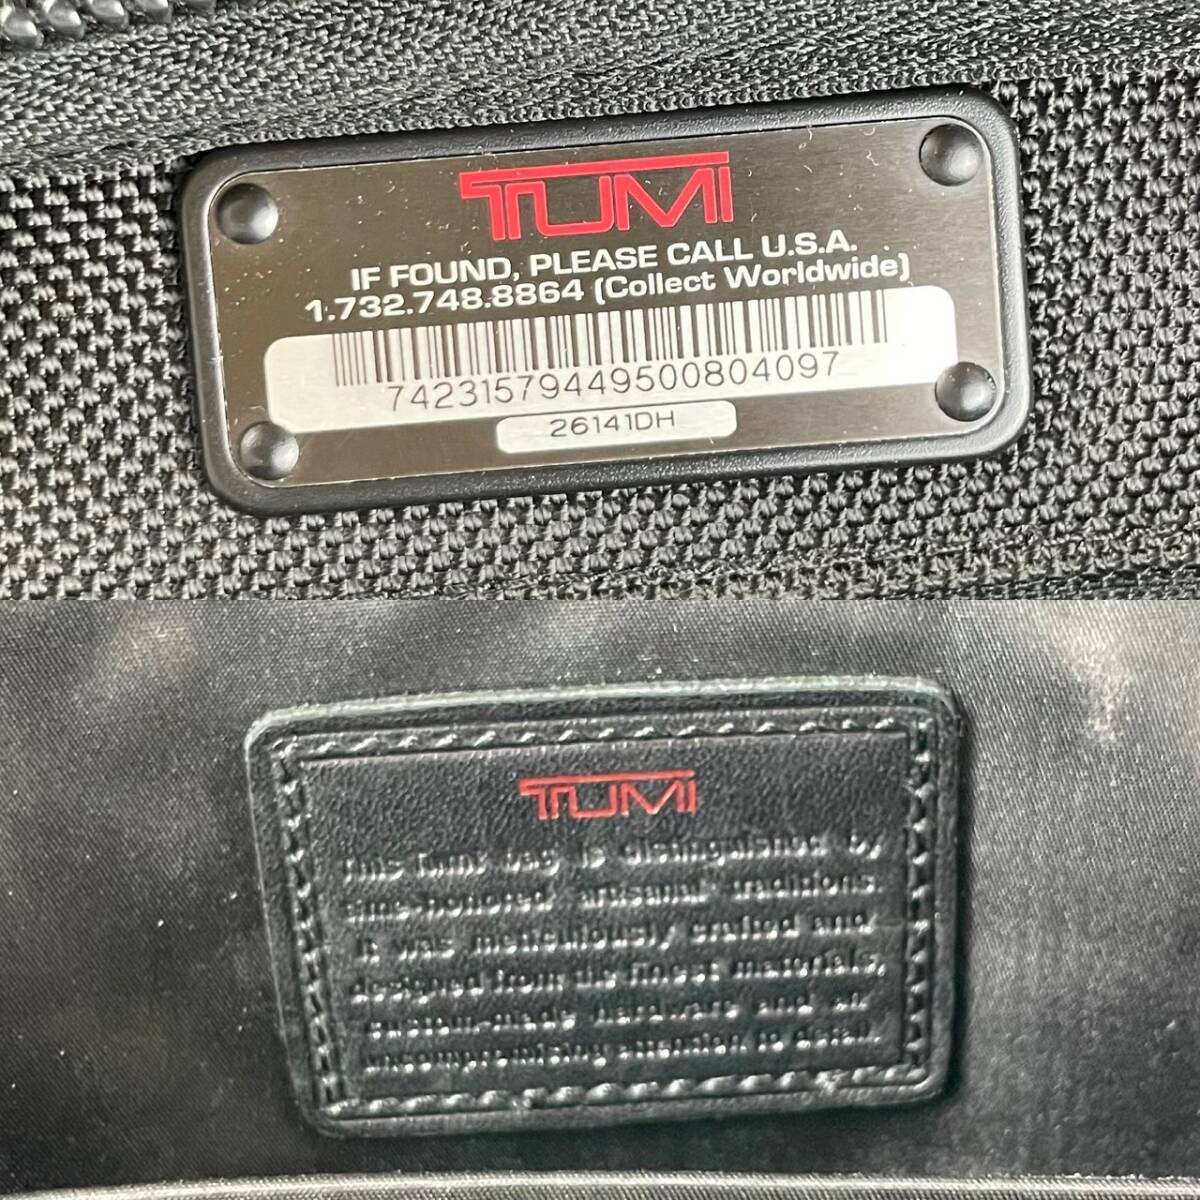 TUMI
IF FOUND, PLEASE CALL U.S.A.
1.732.748.8864 (Collect Worldwide)
74231579449500804097
26141DH
TUMI
This Tumi bag is distinguished by
time-honored artisanal traditions.
It was meticulously crafted and
designed from the finest materials,
custom-made hardware and an
uncompromising attention to detail.